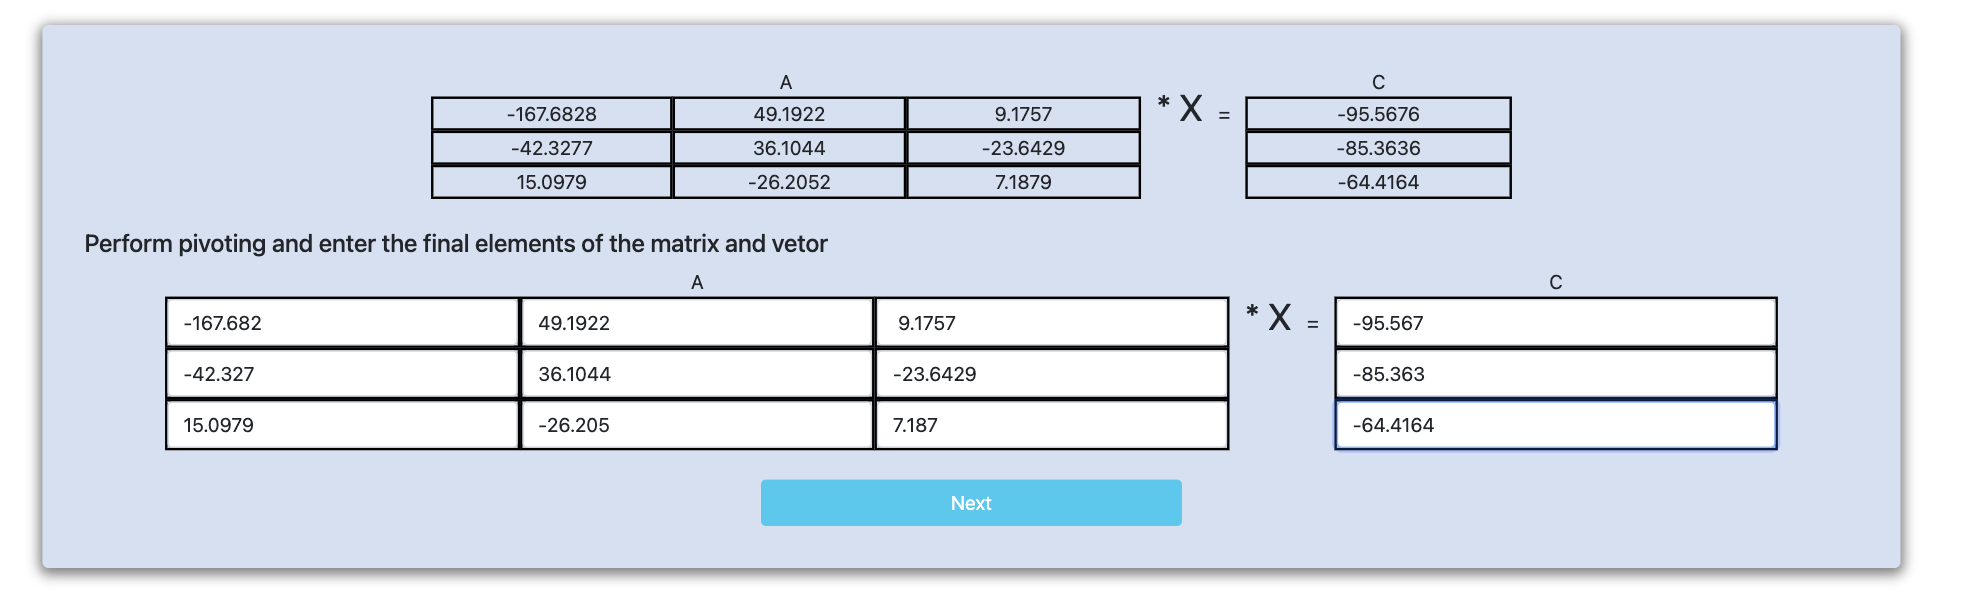 A C
-167.6828 49.1922 9.1757 * X = -95.5676
-42.3277 36.1044 -23.6429 -85.3636
15.0979 -26.2052 7.1879 -64.4164
Perform pivoting and enter the final elements of the matrix and vetor
A C
-167.682 49.1922 9.1757 * X = -95.567
-42.327 36.1044 -23.6429 -85.363
15.0979 -26.205 7.187 -64.4164
Next